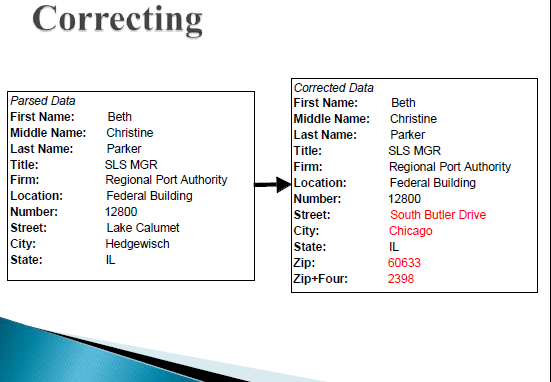 Correcting
Parsed Data
First Name: Beth
Middle Name: Christine
Last Name: Parker
Title: SLS MGR
Firm: Regional Port Authority
Location: Federal Building
Number: 12800
Street: Lake Calumet
City: Hedgewisch
State: IL
Corrected Data
First Name: Beth
Middle Name: Christine
Last Name: Parker
Title: SLS MGR
Firm: Regional Port Authority
Location: Federal Building
Number: 12800
Street: South Butler Drive
City: Chicago
State: IL
Zip: 60633
Zip+Four: 2398